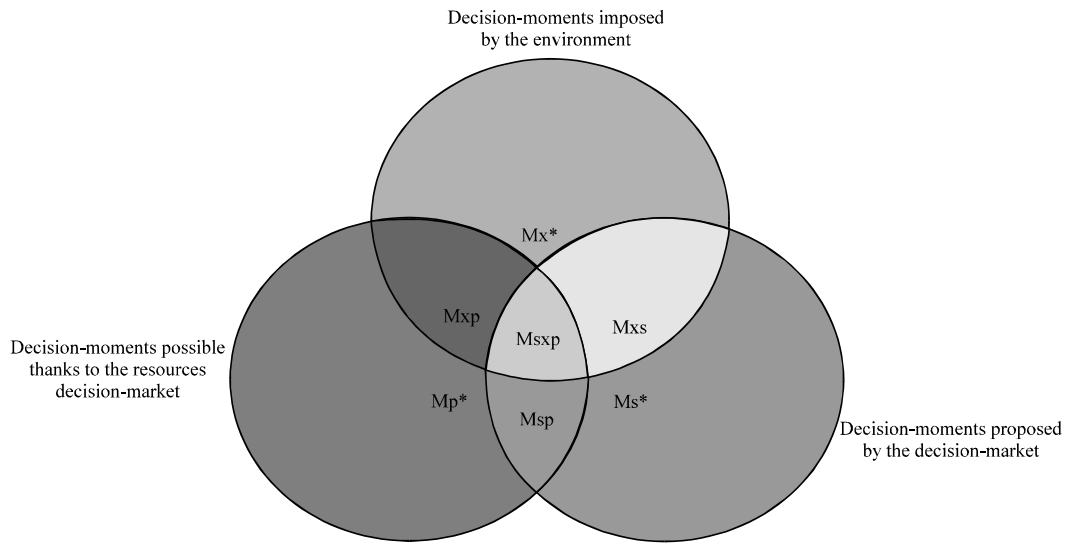 Decision-moments imposed
by the environment
Mx*
Mxp
Msxp
Mxs
Decision-moments possible
thanks to the resources
decision-market
Mp*
Msp
Ms*
Decision-moments proposed
by the decision-market